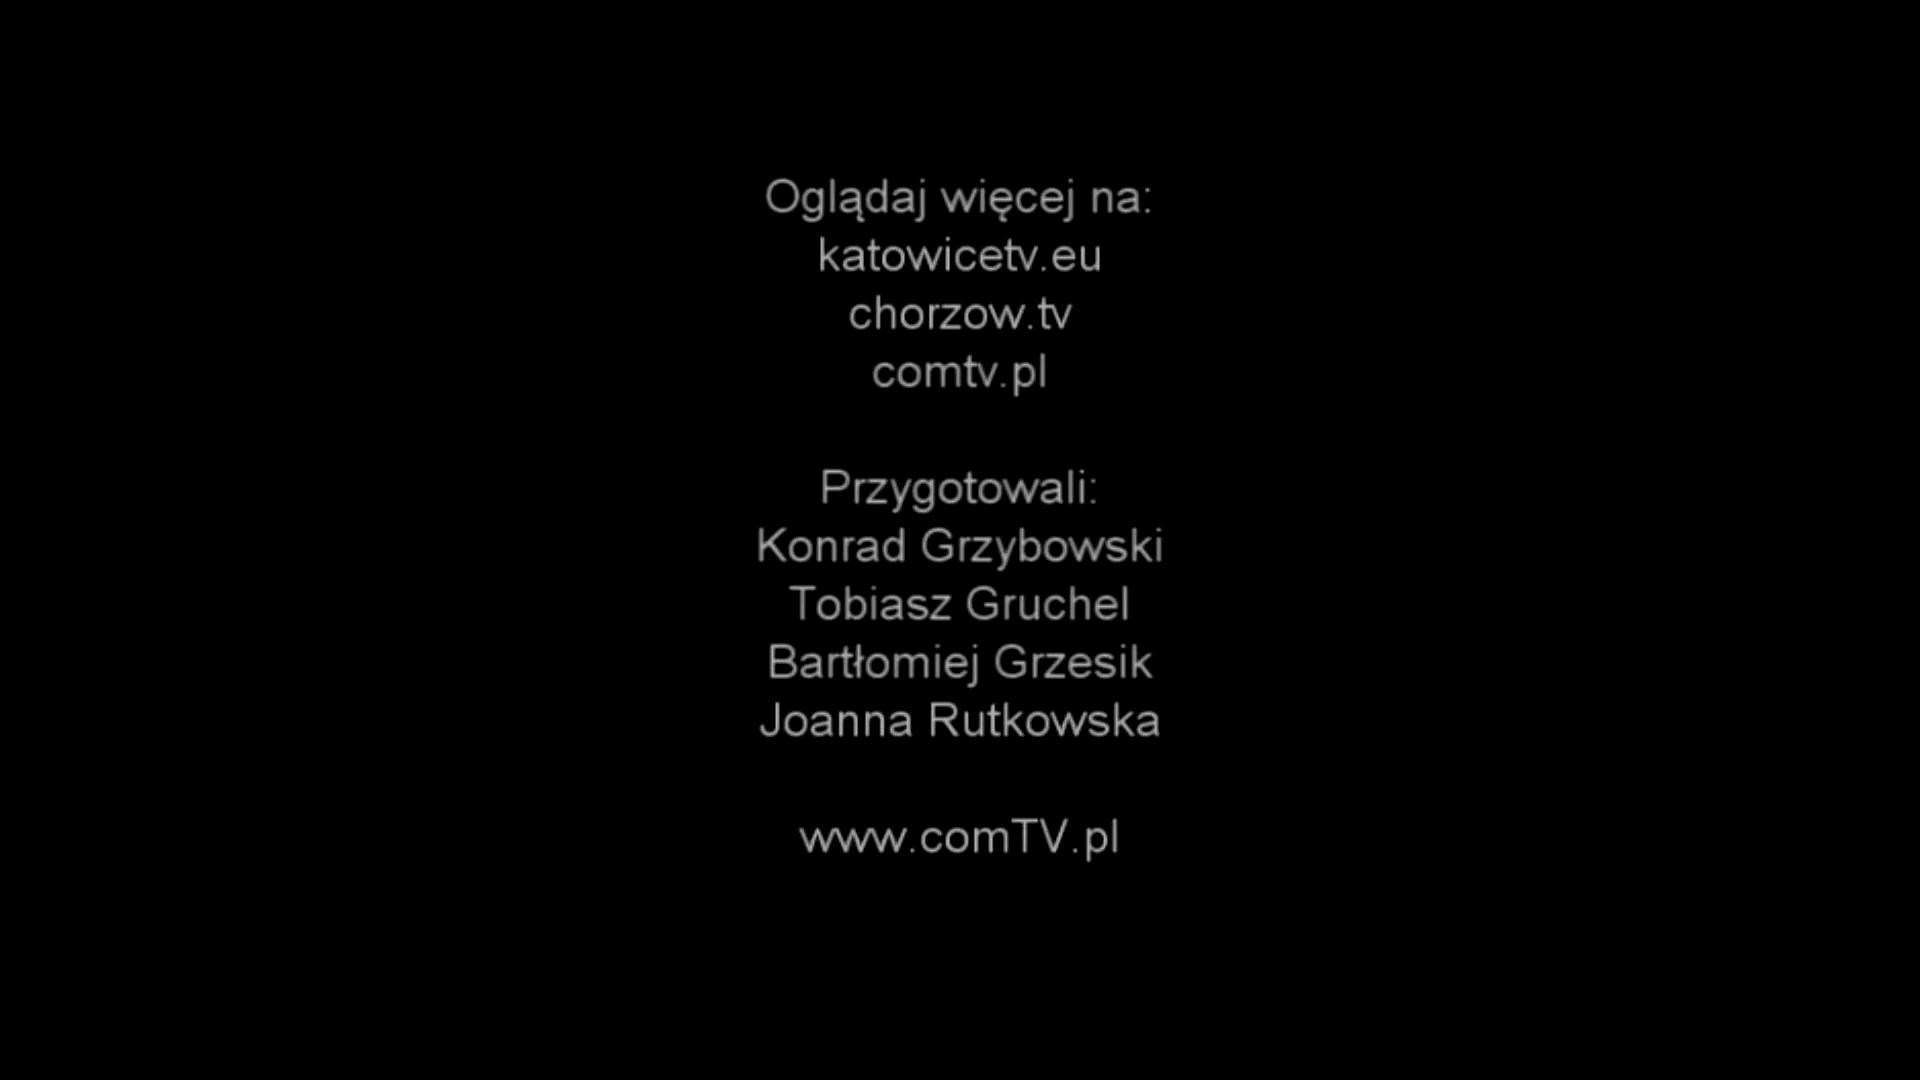 Oglądaj więcej na:
katowicetv.eu
chorzow.tv
comtv.pl
Przygotowali:
Konrad Grzybowski
Tobiasz Gruchel
Bartłomiej Grzesik
Joanna Rutkowska
www.comTV.pl